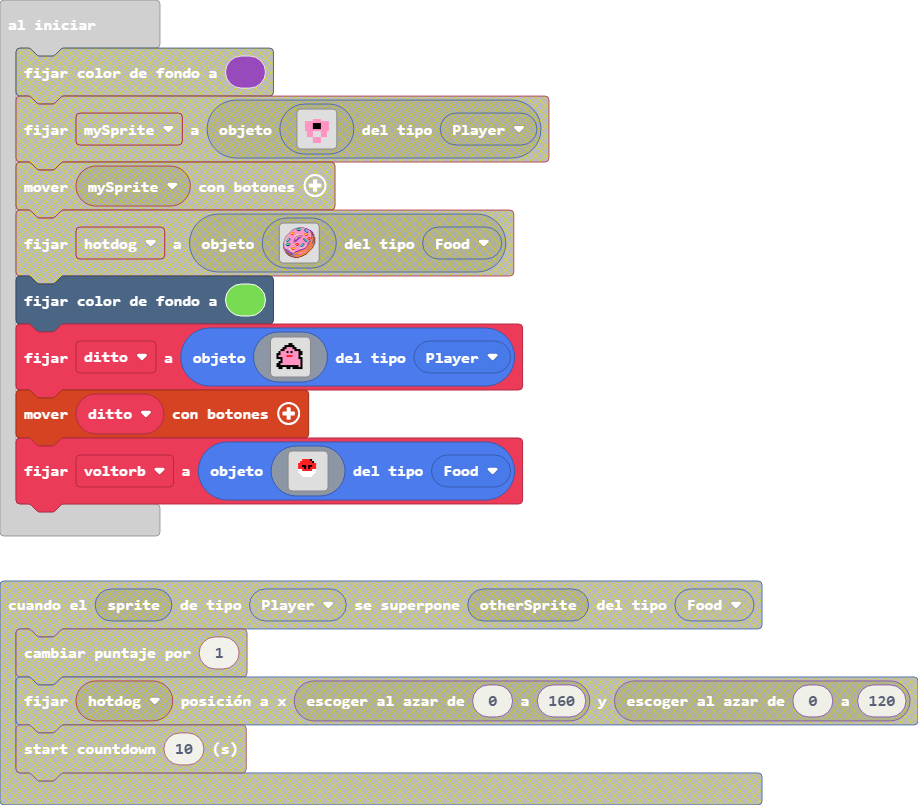 al iniciar
fijar color de fondo a
fijar mySprite a objeto del tipo Player
mover mySprite con botones
fijar hotdog a objeto del tipo Food
fijar color de fondo a
fijar ditto a objeto del tipo Player
mover ditto con botones
fijar voltorb a objeto del tipo Food
cuando el sprite de tipo Player se superpone otherSprite del tipo Food
cambiar puntaje por 1
fijar hotdog posición a x escoger al azar de 0 a 160 y escoger al azar de 0 a 120
start countdown 10 (s)